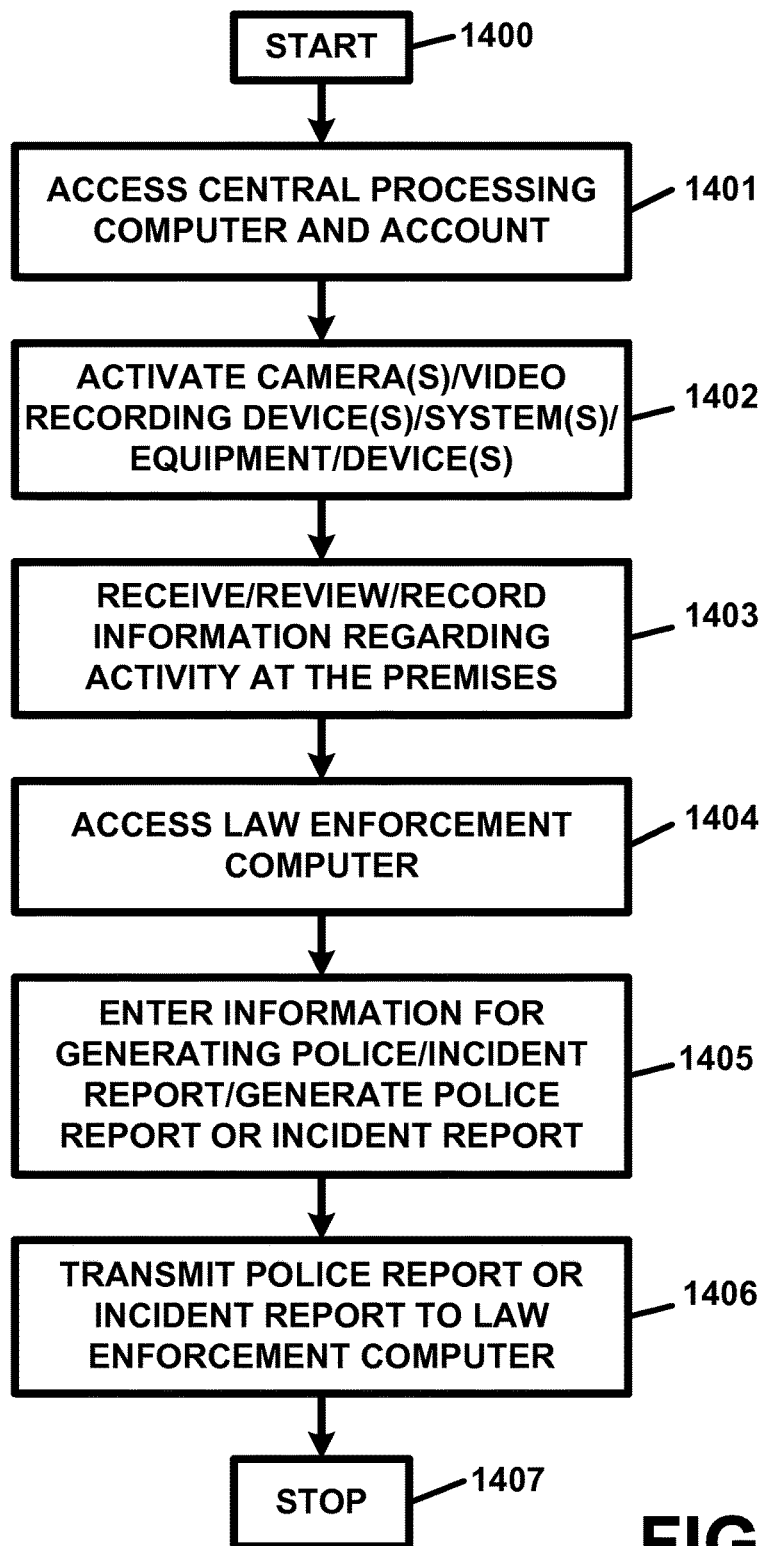 START
1400
ACCESS CENTRAL PROCESSING
COMPUTER AND ACCOUNT
1401
ACTIVATE CAMERA(S)/VIDEO
RECORDING DEVICE(S)/SYSTEM(S)/
EQUIPMENT/DEVICE(S)
1402
RECEIVE/REVIEW/RECORD
INFORMATION REGARDING
ACTIVITY AT THE PREMISES
1403
ACCESS LAW ENFORCEMENT
COMPUTER
1404
ENTER INFORMATION FOR
GENERATING POLICE/INCIDENT
REPORT/GENERATE POLICE
REPORT OR INCIDENT REPORT
1405
TRANSMIT POLICE REPORT OR
INCIDENT REPORT TO LAW
ENFORCEMENT COMPUTER
1406
STOP
1407
FIG